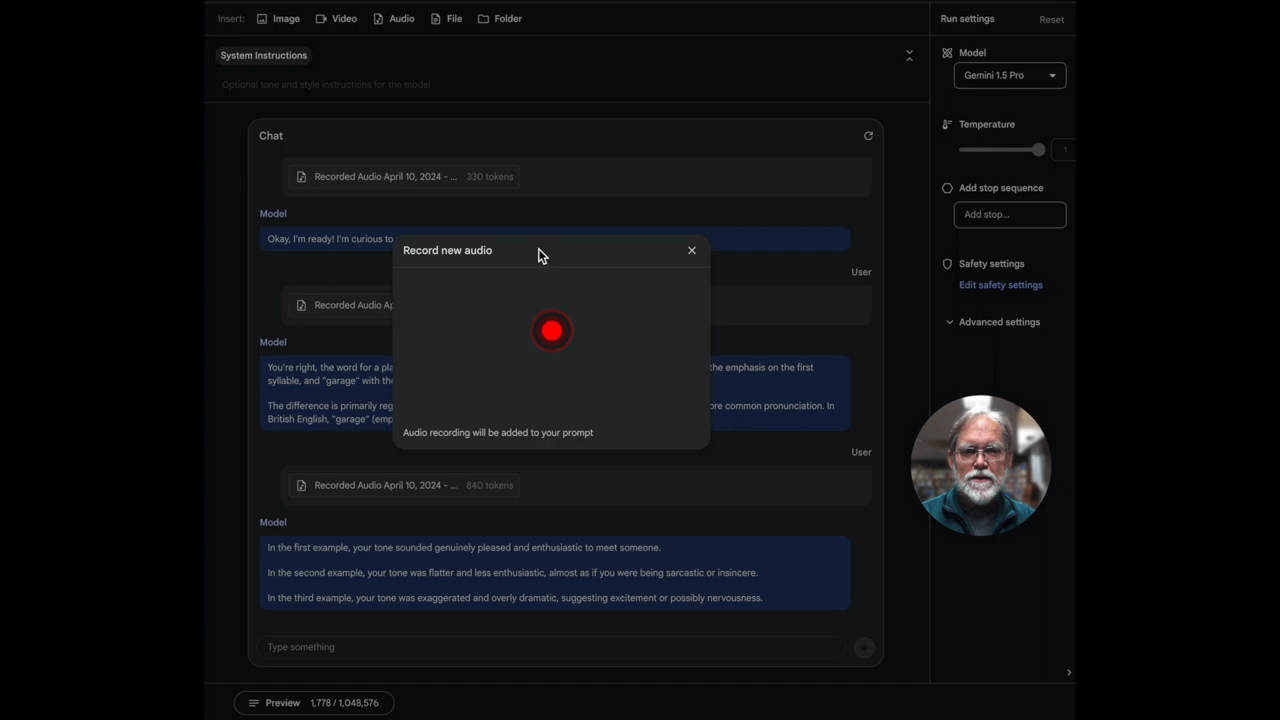 Insert: Image Video Audio File Folder
Run settings Reset
System Instructions
Optional tone and style instructions for the model
Model
Gemini 1.5 Pro
Temperature
1
Add stop sequence
Add stop...
Safety settings
Edit safety settings
Advanced settings
Chat
Recorded Audio April 10, 2024 - ... 330 tokens
Model
Okay, I'm ready! I'm curious to
User
Recorded Audio Ap
Model
You're right, the word for a pla the emphasis on the first
syllable, and "garage" with the
The difference is primarily reg ore common pronunciation. In
British English, "garage" (emp
User
Recorded Audio April 10, 2024 - ... 840 tokens
Model
In the first example, your tone sounded genuinely pleased and enthusiastic to meet someone.
In the second example, your tone was flatter and less enthusiastic, almost as if you were being sarcastic or insincere.
In the third example, your tone was exaggerated and overly dramatic, suggesting excitement or possibly nervousness.
Type something
Preview 1,778 / 1,048,576
Record new audio
Audio recording will be added to your prompt